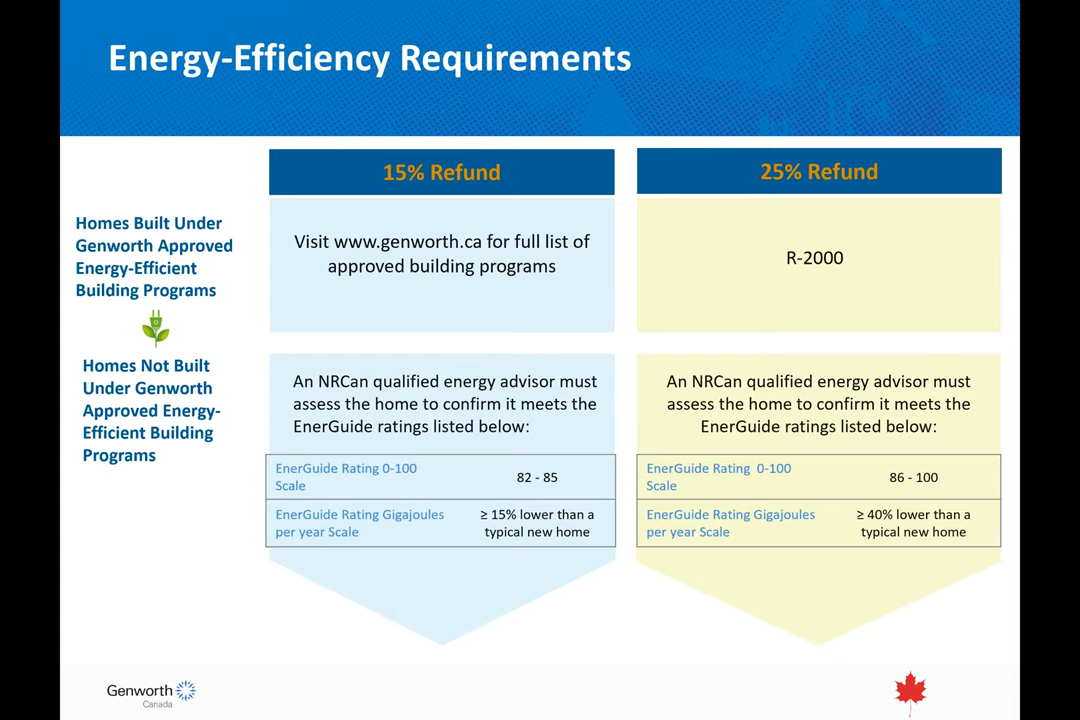 Energy-Efficiency Requirements
15% Refund
25% Refund
Homes Built Under
Genworth Approved
Energy-Efficient
Building Programs
Visit www.genworth.ca for full list of
approved building programs
R-2000
Homes Not Built
Under Genworth
Approved Energy-
Efficient Building
Programs
An NRCan qualified energy advisor must
assess the home to confirm it meets the
EnerGuide ratings listed below:
EnerGuide Rating 0-100
Scale
82 - 85
EnerGuide Rating Gigajoules
per year Scale
≥ 15% lower than a
typical new home
An NRCan qualified energy advisor must
assess the home to confirm it meets the
EnerGuide ratings listed below:
EnerGuide Rating 0-100
Scale
86 - 100
EnerGuide Rating Gigajoules
per year Scale
≥ 40% lower than a
typical new home
Genworth
Canada